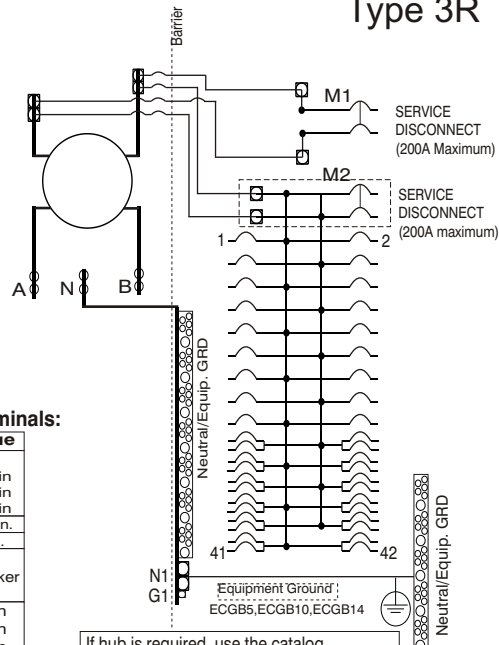 Type 3R
Barrier
M1
SERVICE
DISCONNECT
(200A Maximum)
M2
SERVICE
DISCONNECT
(200A maximum)
1
2
A
N
B
Neutral/Equip. GRD
41
42
N1
G1
Equipment Ground
ECGB5,ECGB10,ECGB14
Neutral/Equip. GRD
If hub is required, use the catalog